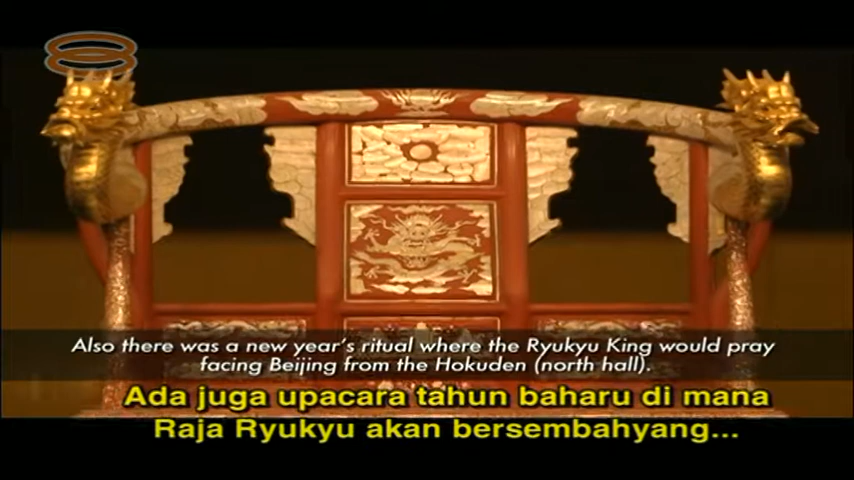 Also there was a new year's ritual where the Ryukyu King would pray
facing Beijing from the Hokuden (north hall).
Ada juga upacara tahun baharu di mana
Raja Ryukyu akan bersembahyang...